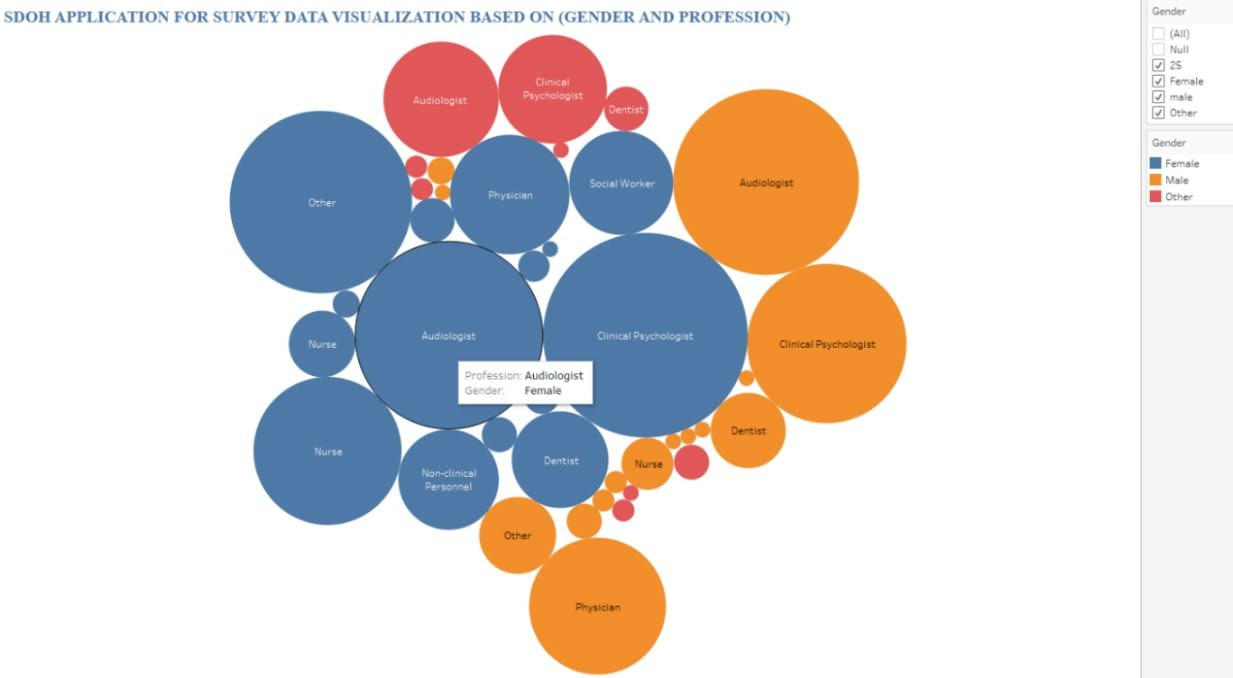 SDOH APPLICATION FOR SURVEY DATA VISUALIZATION BASED ON (GENDER AND PROFESSION)
Audiologist
Clinical
Psychologist
Dentist
Other
Physician
Social Worker
Audiologist
Nurse
Audiologist
Clinical Psychologist
Clinical Psychologist
Profession: Audiologist
Gender: Female
Nurse
Non-clinical
Personnel
Dentist
Nurse
Dentist
Other
Physician
Gender
(All)
Null
25
Female
male
Other
Gender
Female
Male
Other